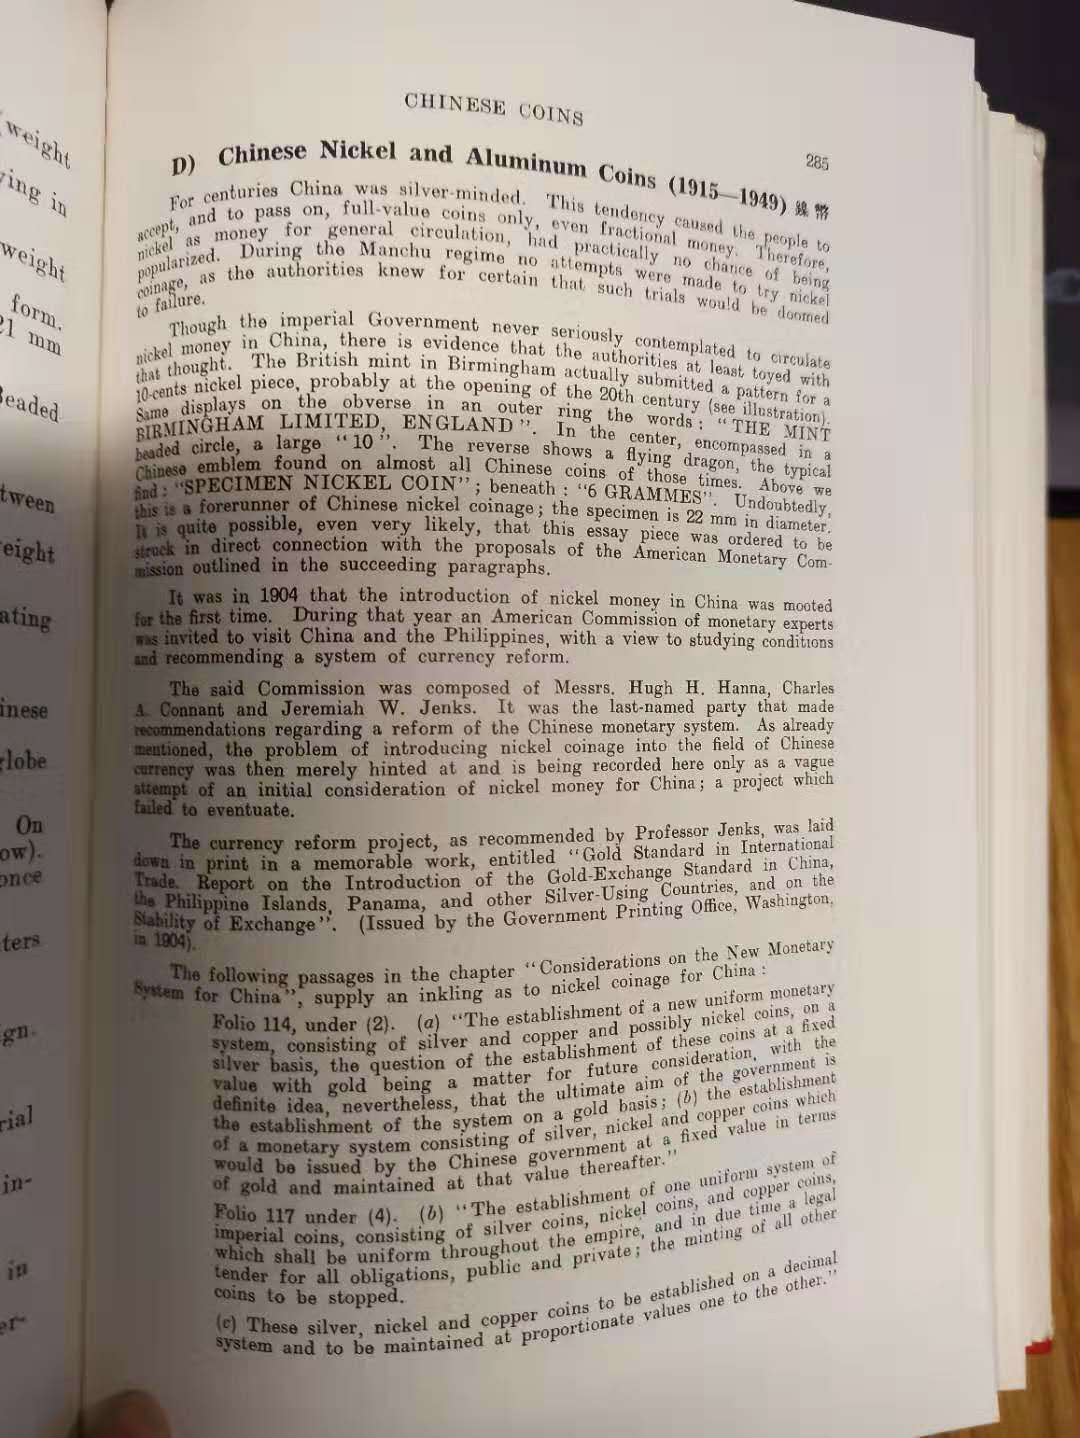 weight
ing in
weight
form.
21 mm
Beaded
tween
eight
ating
inese
globe
On
ow).
once
ters
ign.
rial
in-
in
er-
CHINESE COINS
285
D) Chinese Nickel and Aluminum Coins (1915—1949) 鎳幣
For centuries China was silver-minded. This tendency caused the people to
accept, and to pass on, full-value coins only, even fractional money. Therefore,
nickel as money for general circulation, had practically no chance of being
popularized. During the Manchu regime no attempts were made to try nickel
coinage, as the authorities knew for certain that such trials would be doomed
to failure.
Though the imperial Government never seriously contemplated to circulate
nickel money in China, there is evidence that the authorities at least toyed with
that thought. The British mint in Birmingham actually submitted a pattern for a
10-cents nickel piece, probably at the opening of the 20th century (see illustration).
Same displays on the obverse in an outer ring the words: "THE MINT
BIRMINGHAM LIMITED, ENGLAND". In the center, encompassed in a
beaded circle, a large "10". The reverse shows a flying dragon, the typical
Chinese emblem found on almost all Chinese coins of those times. Above we
find: "SPECIMEN NICKEL COIN"; beneath: "6 GRAMMES". Undoubtedly,
this is a forerunner of Chinese nickel coinage; the specimen is 22 mm in diameter.
It is quite possible, even very likely, that this essay piece was ordered to be
struck in direct connection with the proposals of the American Monetary Com-
mission outlined in the succeeding paragraphs.
It was in 1904 that the introduction of nickel money in China was mooted
for the first time. During that year an American Commission of monetary experts
was invited to visit China and the Philippines, with a view to studying conditions
and recommending a system of currency reform.
The said Commission was composed of Messrs. Hugh H. Hanna, Charles
A. Connant and Jeremiah W. Jenks. It was the last-named party that made
recommendations regarding a reform of the Chinese monetary system. As already
mentioned, the problem of introducing nickel coinage into the field of Chinese
currency was then merely hinted at and is being recorded here only as a vague
attempt of an initial consideration of nickel money for China; a project which
failed to eventuate.
The currency reform project, as recommended by Professor Jenks, was laid
down in print in a memorable work, entitled "Gold Standard in International
Trade. Report on the Introduction of the Gold-Exchange Standard in China,
the Philippine Islands, Panama, and other Silver-Using Countries, and on the
Stability of Exchange". (Issued by the Government Printing Office, Washington,
in 1904).
The following passages in the chapter "Considerations on the New Monetary
System for China", supply an inkling as to nickel coinage for China:
Folio 114, under (2). (a) "The establishment of a new uniform monetary
system, consisting of silver and copper and possibly nickel coins, on a
silver basis, the question of the establishment of these coins at a fixed
value with gold being a matter for future consideration, with the
definite idea, nevertheless, that the ultimate aim of the government is
the establishment of the system on a gold basis; (b) the establishment
of a monetary system consisting of silver, nickel and copper coins which
would be issued by the Chinese government at a fixed value in terms
of gold and maintained at that value thereafter."
Folio 117 under (4). (b) "The establishment of one uniform system of
imperial coins, consisting of silver coins, nickel coins, and copper coins,
which shall be uniform throughout the empire, and in due time a legal
tender for all obligations, public and private; the minting of all other
coins to be stopped.
(c) These silver, nickel and copper coins to be established on a decimal
system and to be maintained at proportionate values one to the other."